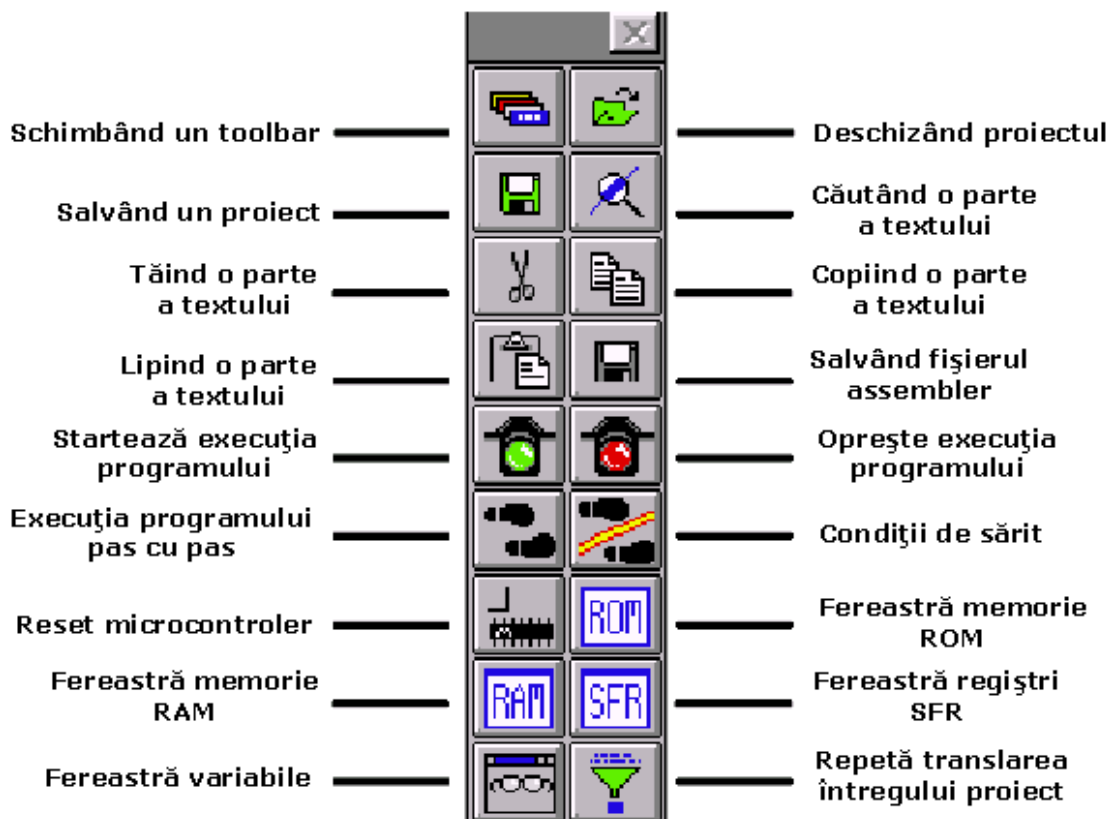 Schimbând un toolbar
Deschizând proiectul
Salvând un proiect
Căutând o parte
a textului
Tăind o parte
a textului
Copiind o parte
a textului
Lipind o parte
a textului
Salvând fişierul
assembler
Startează execuţia
programului
Opreşte execuţia
programului
Execuţia programului
pas cu pas
Condiţii de sărit
Reset microcontroler
ROM
Fereastră memorie
ROM
Fereastră memorie
RAM
RAM
SFR
Fereastră regiştri
SFR
Fereastră variabile
Repetă translarea
întregului proiect